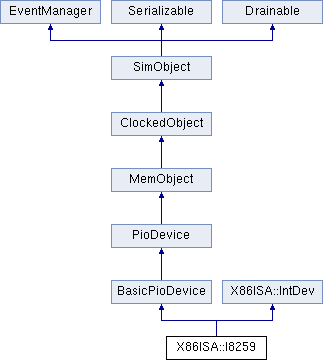 EventManager Serializable Drainable
SimObject
ClockedObject
MemObject
PioDevice
BasicPioDevice X86ISA::IntDev
X86ISA::I8259